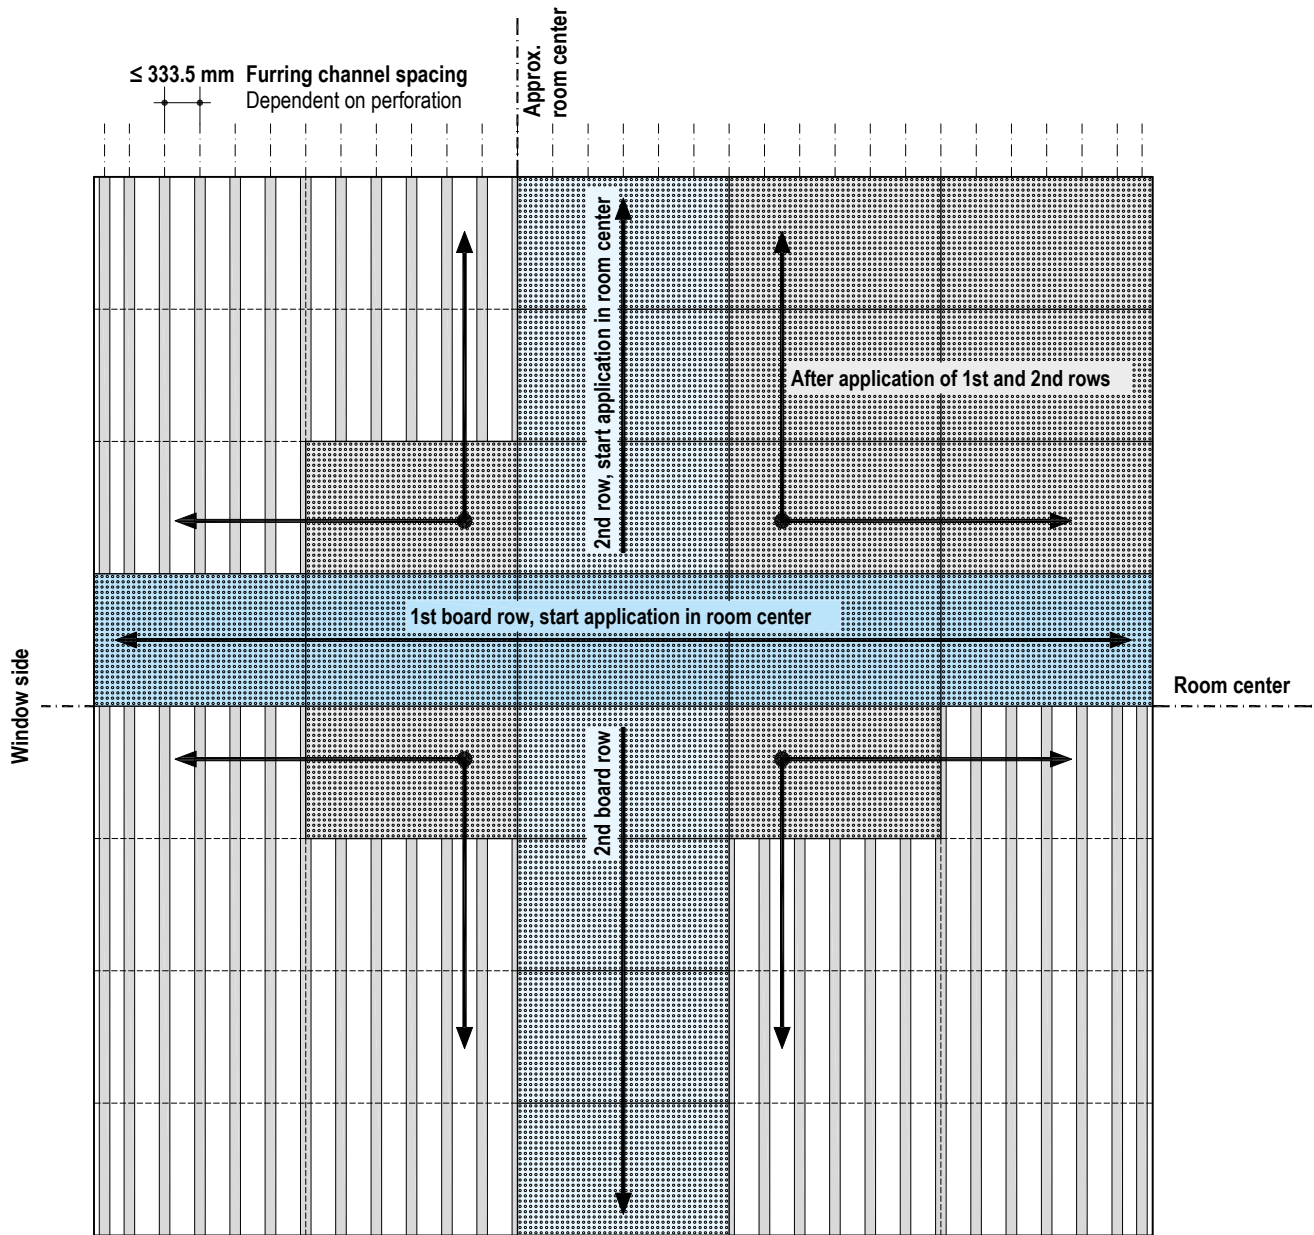 ≤ 333.5 mm Furring channel spacing
Dependent on perforation
Approx.
room center
2nd row, start application in room center
After application of 1st and 2nd rows
1st board row, start application in room center
Window side
Room center
2nd board row